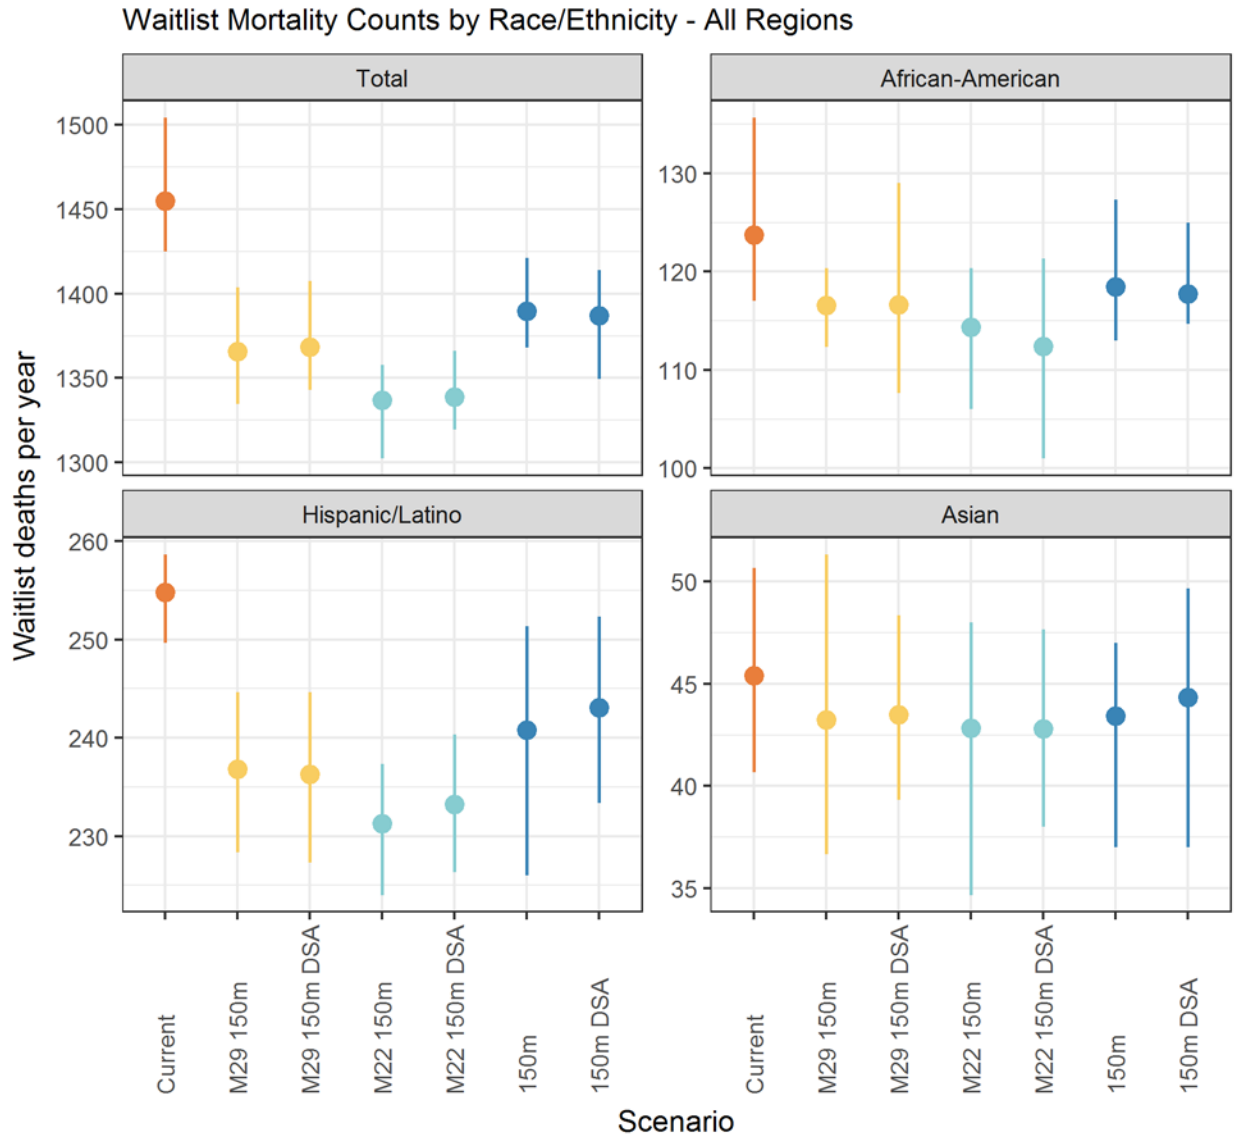 Waitlist Mortality Counts by Race/Ethnicity - All Regions
Total
African-American
1500
1450
1400
1350
1300
130
120
110
100
Waitlist deaths per year
Hispanic/Latino
Asian
260
250
240
230
50
45
40
35
Current
M29 150m
M29 150m DSA
M22 150m
M22 150m DSA
150m
150m DSA
Current
M29 150m
M29 150m DSA
M22 150m
M22 150m DSA
150m
150m DSA
Scenario